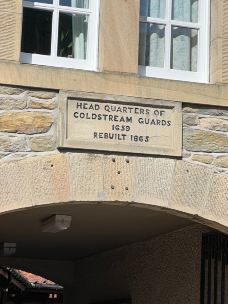 HEAD QUARTERS OF
COLDSTREAM GUARDS
1659
REBUILT 1865